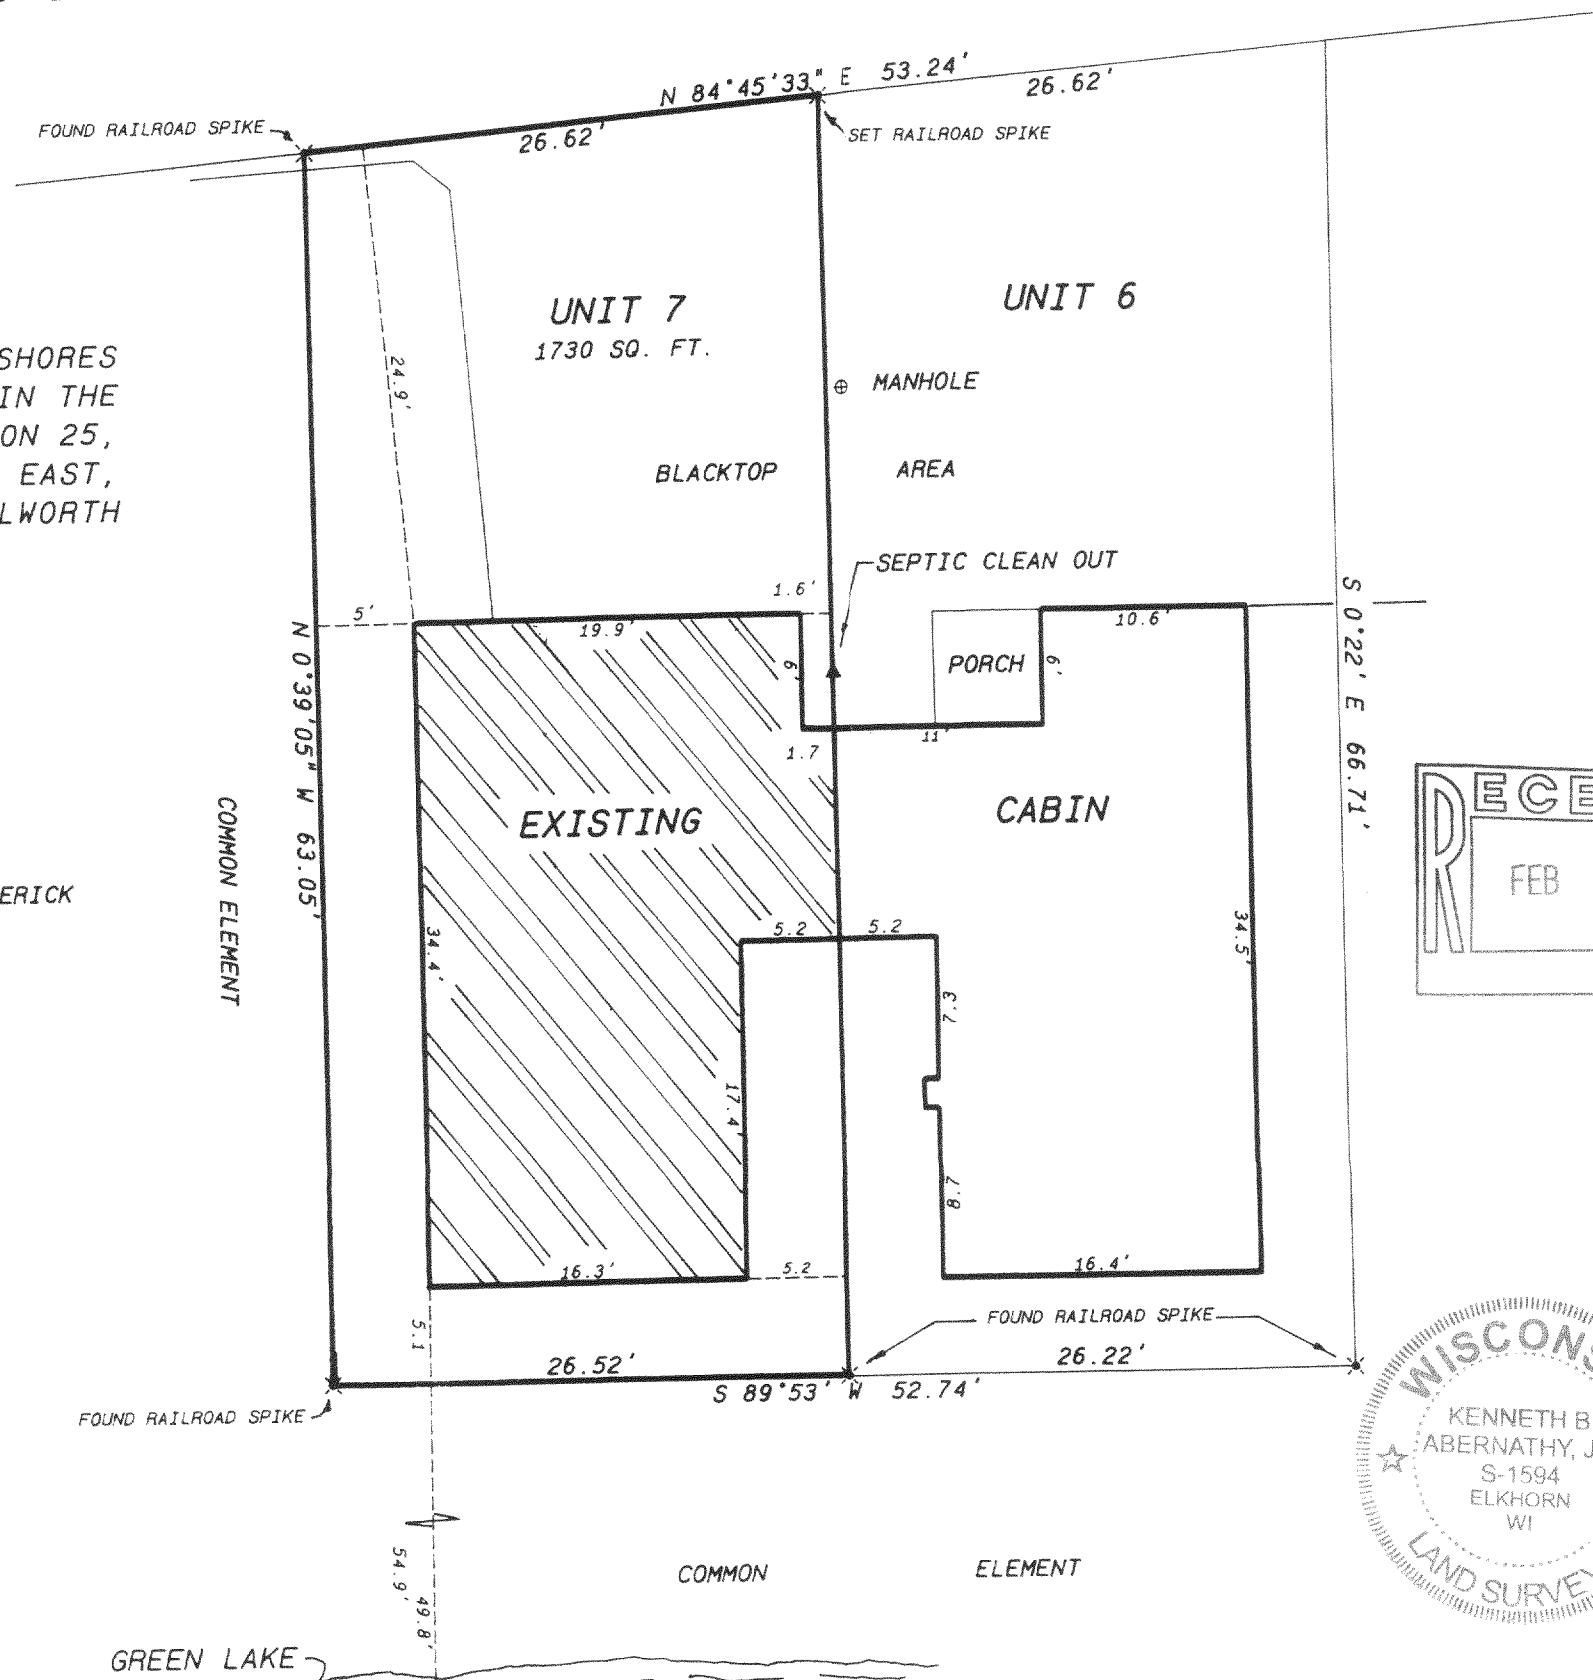 N 84°45'33" E 53.24'
26.62'
26.62'
FOUND RAILROAD SPIKE
SET RAILROAD SPIKE
UNIT 7
1730 SQ. FT.
UNIT 6
SHORES
IN THE
ON 25,
EAST,
LWORTH
24.9'
MANHOLE
BLACKTOP AREA
SEPTIC CLEAN OUT
1.6'
5'
19.9'
6'
10.6'
PORCH
6'
11'
1.7
N 0°39'05" W 63.05'
S 0°22' E 66.71'
COMMON ELEMENT
EXISTING CABIN
ERICK
RECE
FEB
5.2
5.2
34.4'
34.5'
7.3
17.4'
8.7
16.3'
5.2
16.4'
5.1
FOUND RAILROAD SPIKE
26.52'
26.22'
S 89°53' W 52.74'
FOUND RAILROAD SPIKE
WISCONS
KENNETH B
ABERNATHY, J
S-1594
ELKHORN
WI
LAND SURVEY
COMMON ELEMENT
54.9'
49.8'
GREEN LAKE